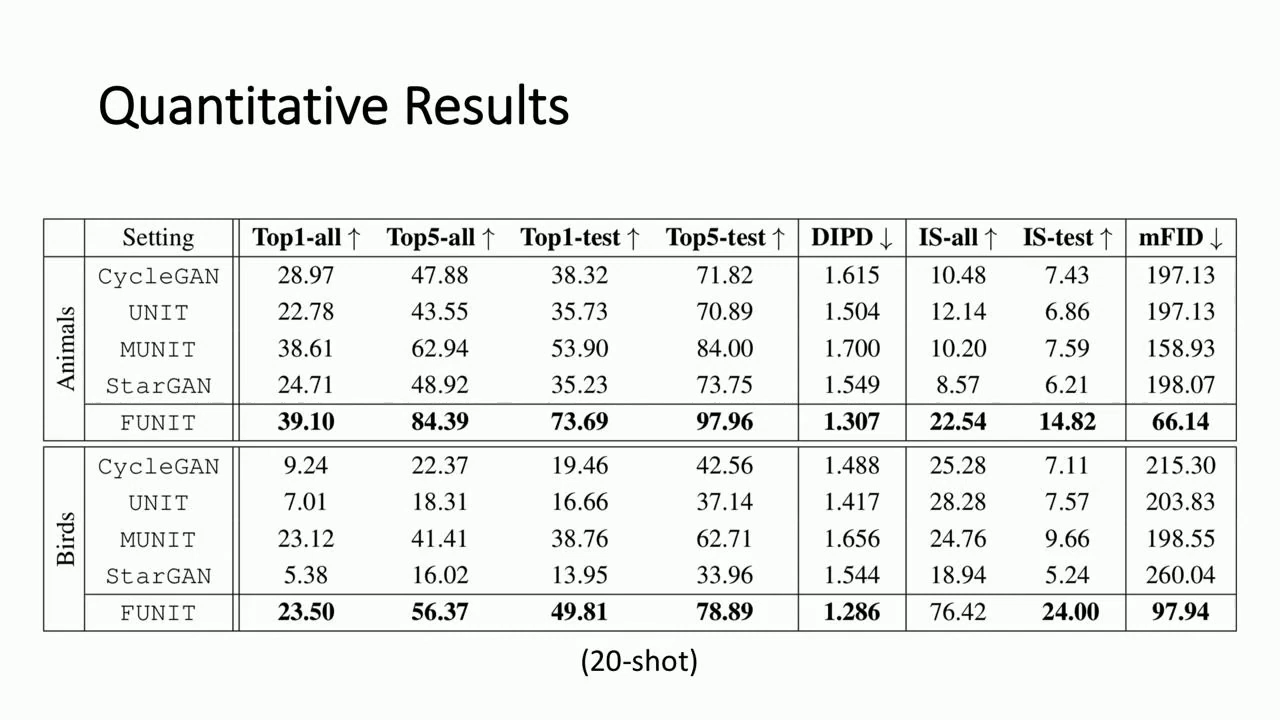 Quantitative Results
Setting Top1-all ↑ Top5-all ↑ Top1-test ↑ Top5-test ↑ DIPD ↓ IS-all ↑ IS-test ↑ mFID ↓
Animals
CycleGAN 28.97 47.88 38.32 71.82 1.615 10.48 7.43 197.13
UNIT 22.78 43.55 35.73 70.89 1.504 12.14 6.86 197.13
MUNIT 38.61 62.94 53.90 84.00 1.700 10.20 7.59 158.93
StarGAN 24.71 48.92 35.23 73.75 1.549 8.57 6.21 198.07
FUNIT 39.10 84.39 73.69 97.96 1.307 22.54 14.82 66.14
Birds
CycleGAN 9.24 22.37 19.46 42.56 1.488 25.28 7.11 215.30
UNIT 7.01 18.31 16.66 37.14 1.417 28.28 7.57 203.83
MUNIT 23.12 41.41 38.76 62.71 1.656 24.76 9.66 198.55
StarGAN 5.38 16.02 13.95 33.96 1.544 18.94 5.24 260.04
FUNIT 23.50 56.37 49.81 78.89 1.286 76.42 24.00 97.94
(20-shot)